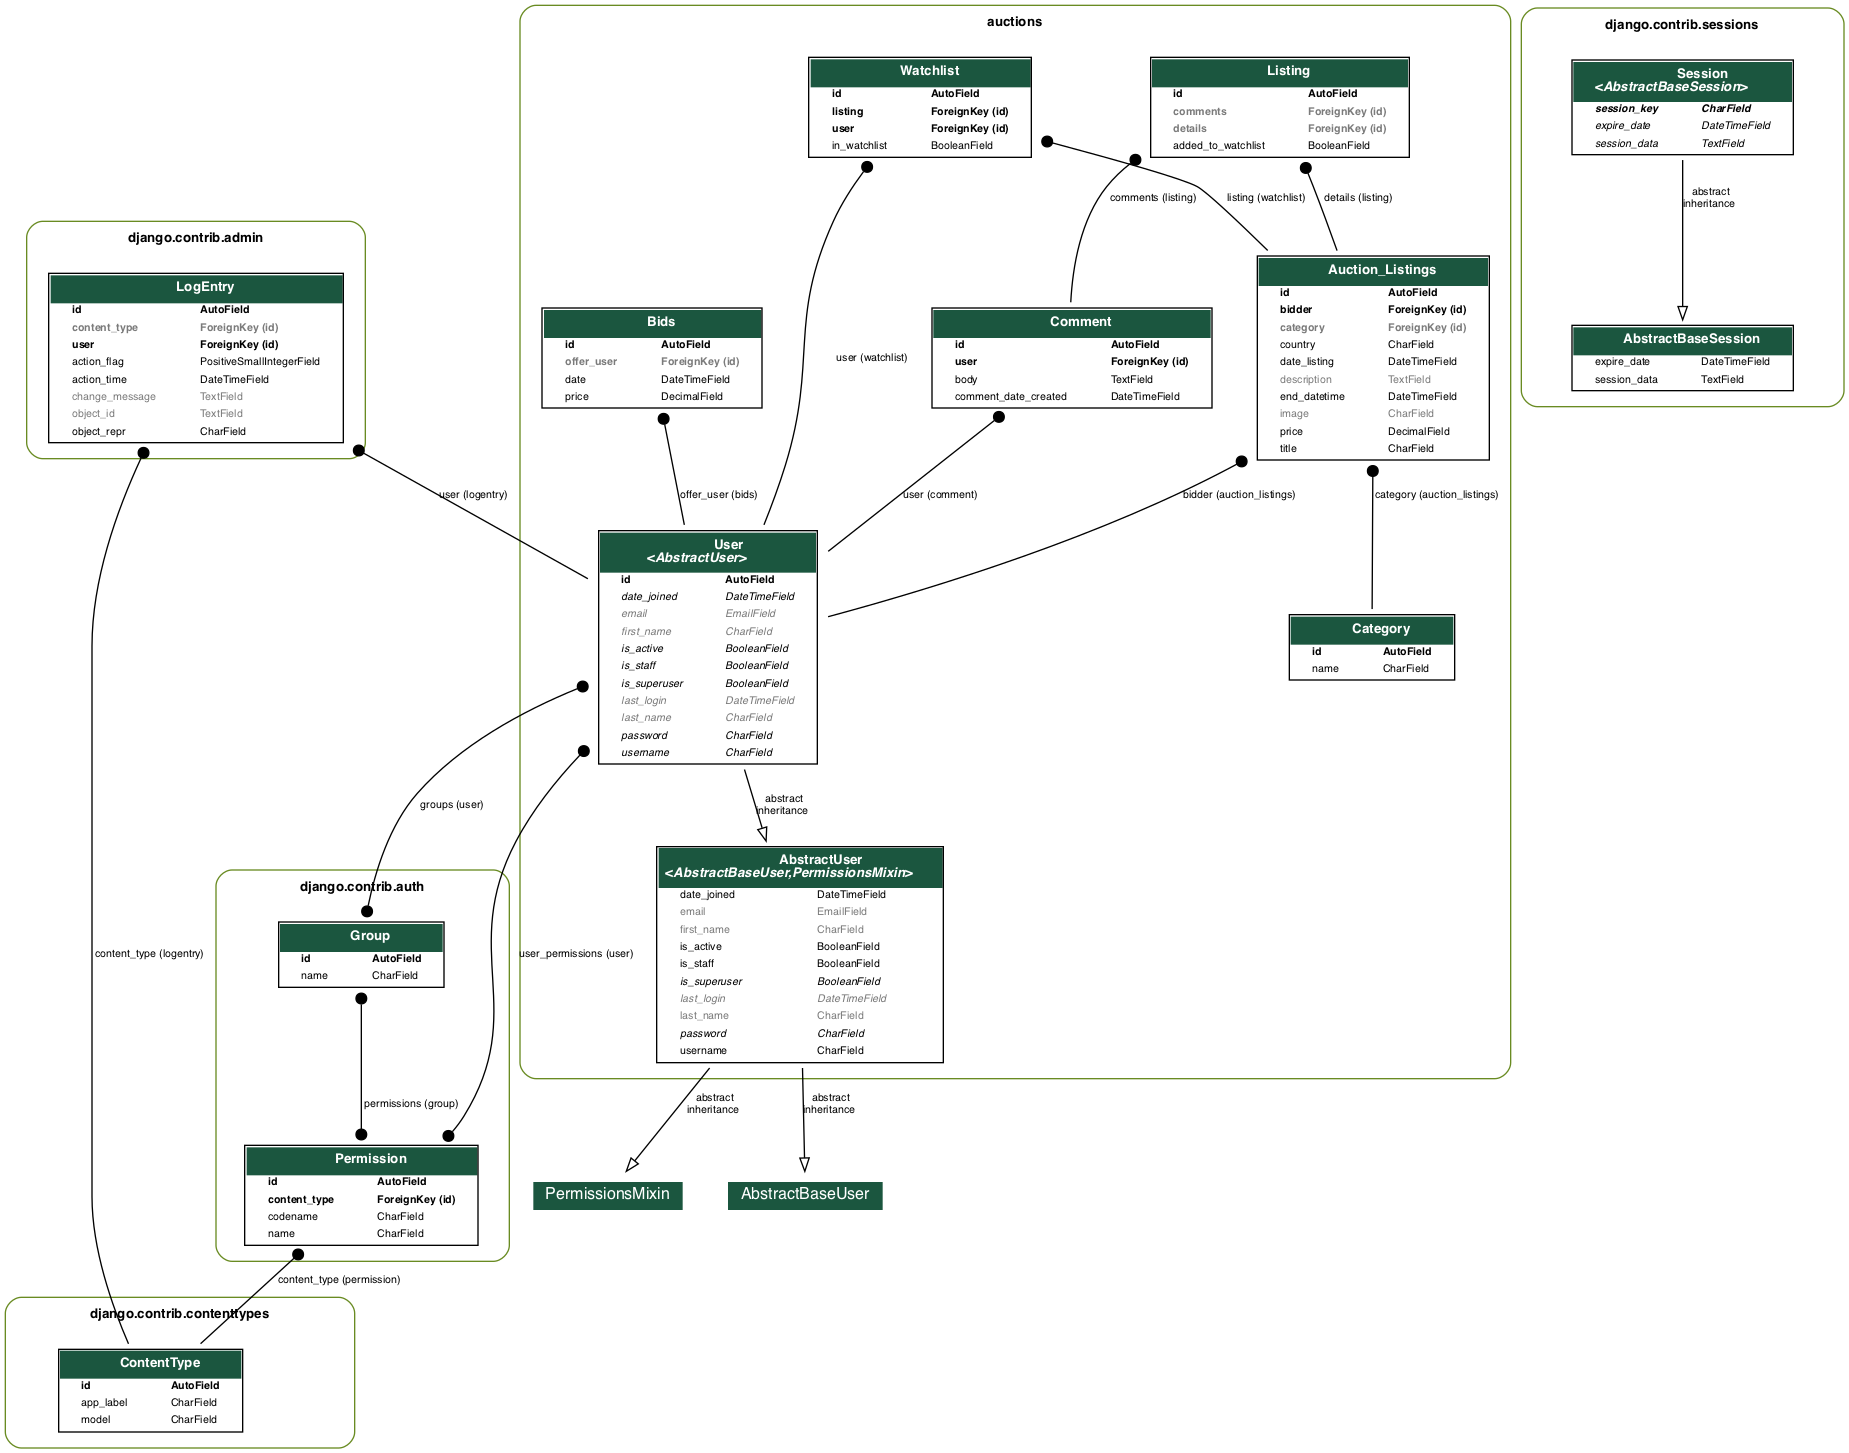 auctions
Watchlist
id AutoField
listing ForeignKey (id)
user ForeignKey (id)
in_watchlist BooleanField
Listing
id AutoField
comments ForeignKey (id)
details ForeignKey (id)
added_to_watchlist BooleanField
comments (listing)
listing (watchlist)
details (listing)
Bids
id AutoField
offer_user ForeignKey (id)
date DateTimeField
price DecimalField
user (watchlist)
Comment
id AutoField
user ForeignKey (id)
body TextField
comment_date_created DateTimeField
Auction_Listings
id AutoField
bidder ForeignKey (id)
category ForeignKey (id)
country CharField
date_listing DateTimeField
description TextField
end_datetime DateTimeField
image CharField
price DecimalField
title CharField
user (logentry)
offer_user (bids)
user (comment)
bidder (auction_listings)
category (auction_listings)
User
<AbstractUser>
id AutoField
date_joined DateTimeField
email EmailField
first_name CharField
is_active BooleanField
is_staff BooleanField
is_superuser BooleanField
last_login DateTimeField
last_name CharField
password CharField
username CharField
Category
id AutoField
name CharField
abstract
inheritance
AbstractUser
<AbstractBaseUser,PermissionsMixin>
date_joined DateTimeField
email EmailField
first_name CharField
is_active BooleanField
is_staff BooleanField
is_superuser BooleanField
last_login DateTimeField
last_name CharField
password CharField
username CharField
abstract
inheritance
abstract
inheritance
PermissionsMixin
AbstractBaseUser
django.contrib.sessions
Session
<AbstractBaseSession>
session_key CharField
expire_date DateTimeField
session_data TextField
abstract
inheritance
AbstractBaseSession
expire_date DateTimeField
session_data TextField
django.contrib.admin
LogEntry
id AutoField
content_type ForeignKey (id)
user ForeignKey (id)
action_flag PositiveSmallIntegerField
action_time DateTimeField
change_message TextField
object_id TextField
object_repr CharField
groups (user)
content_type (logentry)
user_permissions (user)
django.contrib.auth
Group
id AutoField
name CharField
permissions (group)
Permission
id AutoField
content_type ForeignKey (id)
codename CharField
name CharField
content_type (permission)
django.contrib.contenttypes
ContentType
id AutoField
app_label CharField
model CharField